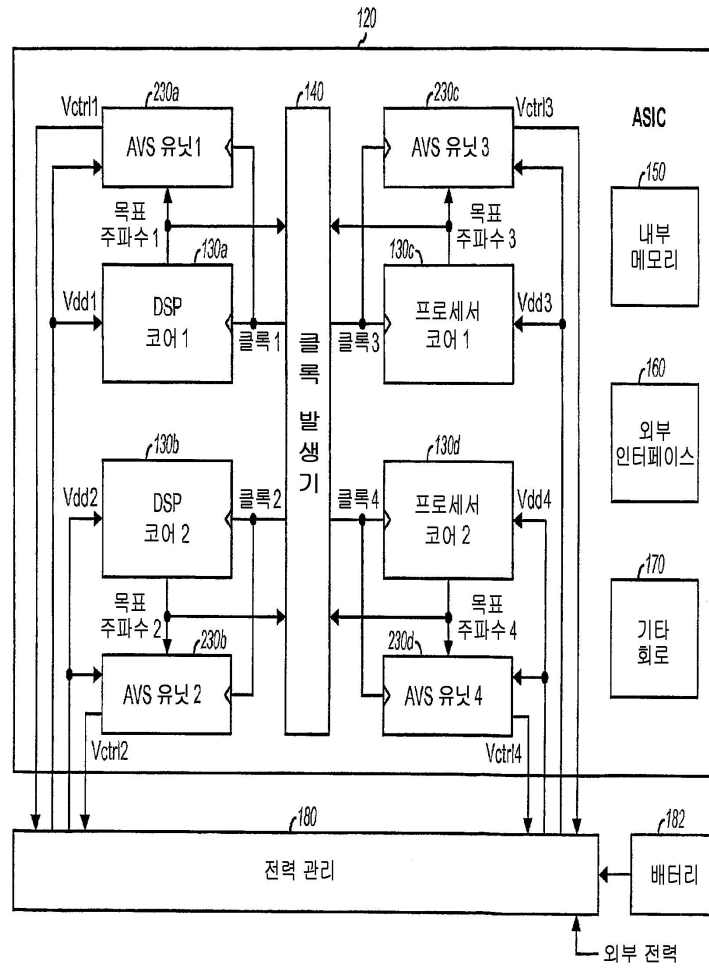 120
230a
140
230c
Vctrl1
AVS 유닛 1
AVS 유닛 3
Vctrl3
ASIC
150
내부
메모리
목표
주파수 1
목표
주파수 3
130a
130c
Vdd1
DSP
코어 1
클록 1
클록 발생기
클록 3
프로세서
코어 1
Vdd3
160
외부
인터페이스
130b
130d
Vdd2
DSP
코어 2
클록 2
클록 4
프로세서
코어 2
Vdd4
170
기타
회로
목표
주파수 2
목표
주파수 4
230b
230d
AVS 유닛 2
AVS 유닛 4
Vctrl2
Vctrl4
180
182
전력 관리
배터리
외부 전력